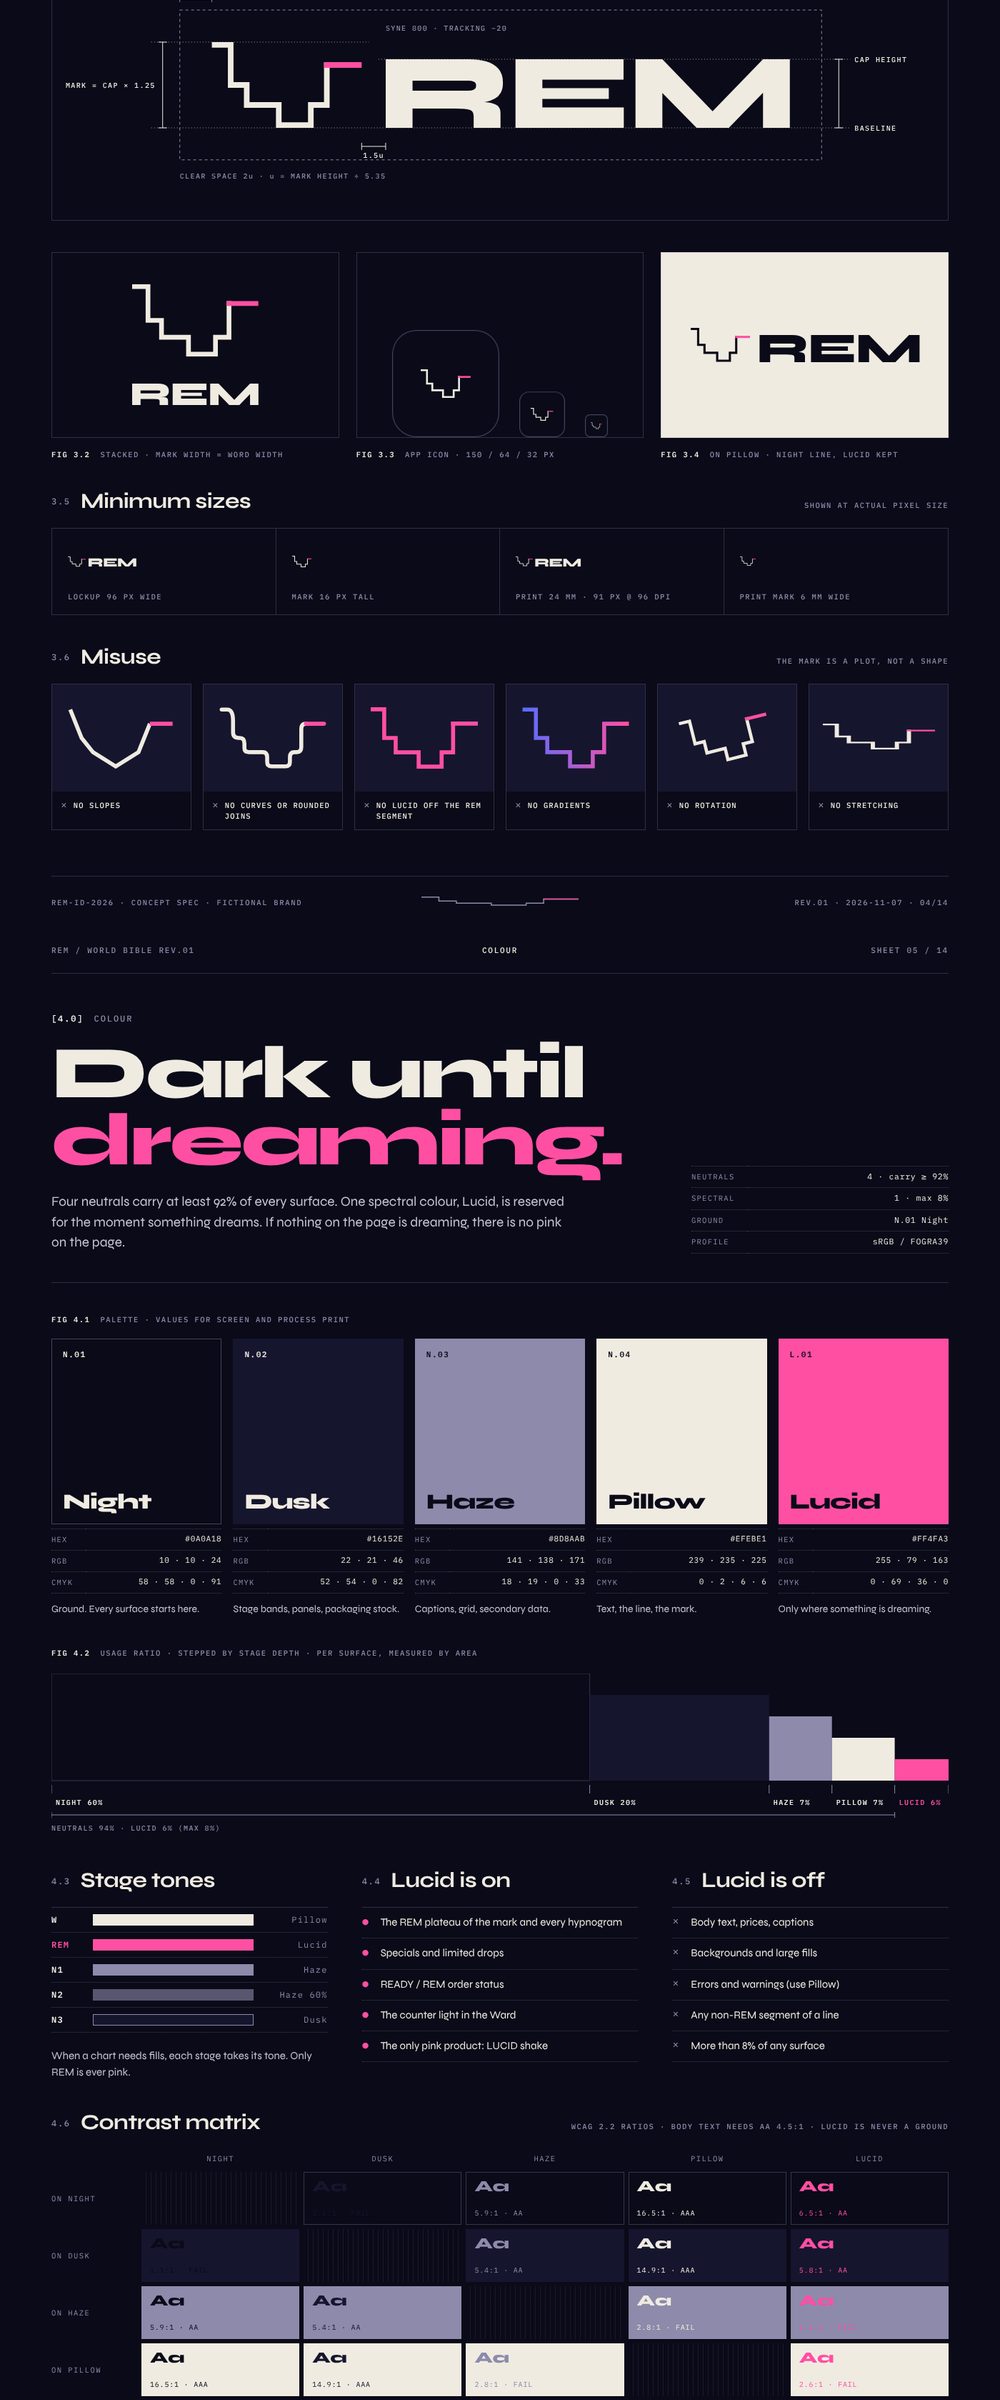 SYNE 800 · TRACKING −20
MARK = CAP × 1.25
REM
CAP HEIGHT
BASELINE
1.5u
CLEAR SPACE 2u · u = MARK HEIGHT ÷ 5.35
REM
REM
FIG 3.2 STACKED · MARK WIDTH = WORD WIDTH
FIG 3.3 APP ICON · 150 / 64 / 32 PX
FIG 3.4 ON PILLOW · NIGHT LINE, LUCID KEPT
3.5 Minimum sizes
SHOWN AT ACTUAL PIXEL SIZE
REM
REM
LOCKUP 96 PX WIDE
MARK 16 PX TALL
PRINT 24 MM · 91 PX @ 96 DPI
PRINT MARK 6 MM WIDE
3.6 Misuse
THE MARK IS A PLOT, NOT A SHAPE
× NO SLOPES
× NO CURVES OR ROUNDED
JOINS
× NO LUCID OFF THE REM
SEGMENT
× NO GRADIENTS
× NO ROTATION
× NO STRETCHING
REM-ID-2026 · CONCEPT SPEC · FICTIONAL BRAND
REV.01 · 2026-11-07 · 04/14
REM / WORLD BIBLE REV.01
COLOUR
SHEET 05 / 14
[4.0] COLOUR
Dark until
dreaming.
Four neutrals carry at least 92% of every surface. One spectral colour, Lucid, is reserved
for the moment something dreams. If nothing on the page is dreaming, there is no pink
on the page.
NEUTRALS 4 · carry ≥ 92%
SPECTRAL 1 · max 8%
GROUND N.01 Night
PROFILE sRGB / FOGRA39
FIG 4.1 PALETTE · VALUES FOR SCREEN AND PROCESS PRINT
N.01
N.02
N.03
N.04
L.01
Night
Dusk
Haze
Pillow
Lucid
HEX #0A0A18
HEX #16152E
HEX #8D8AAB
HEX #EFEBE1
HEX #FF4FA3
RGB 10 · 10 · 24
RGB 22 · 21 · 46
RGB 141 · 138 · 171
RGB 239 · 235 · 225
RGB 255 · 79 · 163
CMYK 58 · 58 · 0 · 91
CMYK 52 · 54 · 0 · 82
CMYK 18 · 19 · 0 · 33
CMYK 0 · 2 · 6 · 6
CMYK 0 · 69 · 36 · 0
Ground. Every surface starts here.
Stage bands, panels, packaging stock.
Captions, grid, secondary data.
Text, the line, the mark.
Only where something is dreaming.
FIG 4.2 USAGE RATIO · STEPPED BY STAGE DEPTH · PER SURFACE, MEASURED BY AREA
NIGHT 60%
DUSK 20%
HAZE 7%
PILLOW 7%
LUCID 6%
NEUTRALS 94% · LUCID 6% (MAX 8%)
4.3 Stage tones
W Pillow
REM Lucid
N1 Haze
N2 Haze 60%
N3 Dusk
When a chart needs fills, each stage takes its tone. Only
REM is ever pink.
4.4 Lucid is on
The REM plateau of the mark and every hypnogram
Specials and limited drops
READY / REM order status
The counter light in the Ward
The only pink product: LUCID shake
4.5 Lucid is off
× Body text, prices, captions
× Backgrounds and large fills
× Errors and warnings (use Pillow)
× Any non-REM segment of a line
× More than 8% of any surface
4.6 Contrast matrix
WCAG 2.2 RATIOS · BODY TEXT NEEDS AA 4.5:1 · LUCID IS NEVER A GROUND
NIGHT
DUSK
HAZE
PILLOW
LUCID
ON NIGHT
Aa
Aa
Aa
Aa
5.9:1 · AA
16.5:1 · AAA
6.5:1 · AA
ON DUSK
Aa
Aa
Aa
Aa
5.4:1 · AA
14.9:1 · AAA
5.8:1 · AA
ON HAZE
Aa
Aa
Aa
Aa
5.9:1 · AA
5.4:1 · AA
2.8:1 · FAIL
ON PILLOW
Aa
Aa
Aa
Aa
16.5:1 · AAA
14.9:1 · AAA
2.8:1 · FAIL
2.6:1 · FAIL